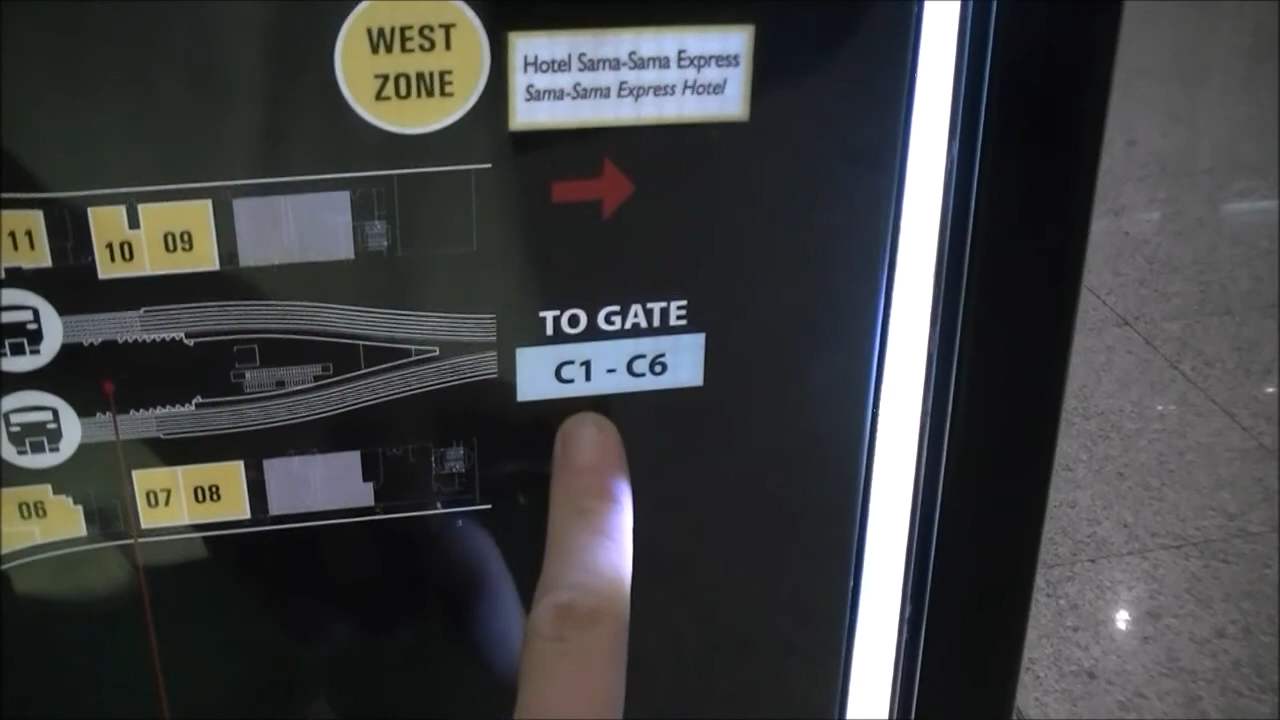 WEST
ZONE
Hotel Sama-Sama Express
Sama-Sama Express Hotel
11
10
09
TO GATE
C1 - C6
06
07
08